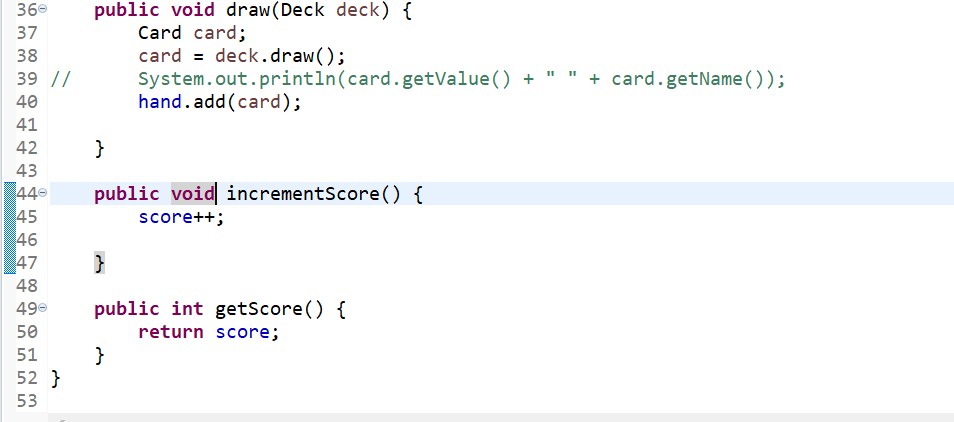 36 public void draw(Deck deck) {
37 Card card;
38 card = deck.draw();
39 // System.out.println(card.getValue() + " " + card.getName());
40 hand.add(card);
41
42 }
43
44 public void incrementScore() {
45 score++;
46
47 }
48
49 public int getScore() {
50 return score;
51 }
52 }
53